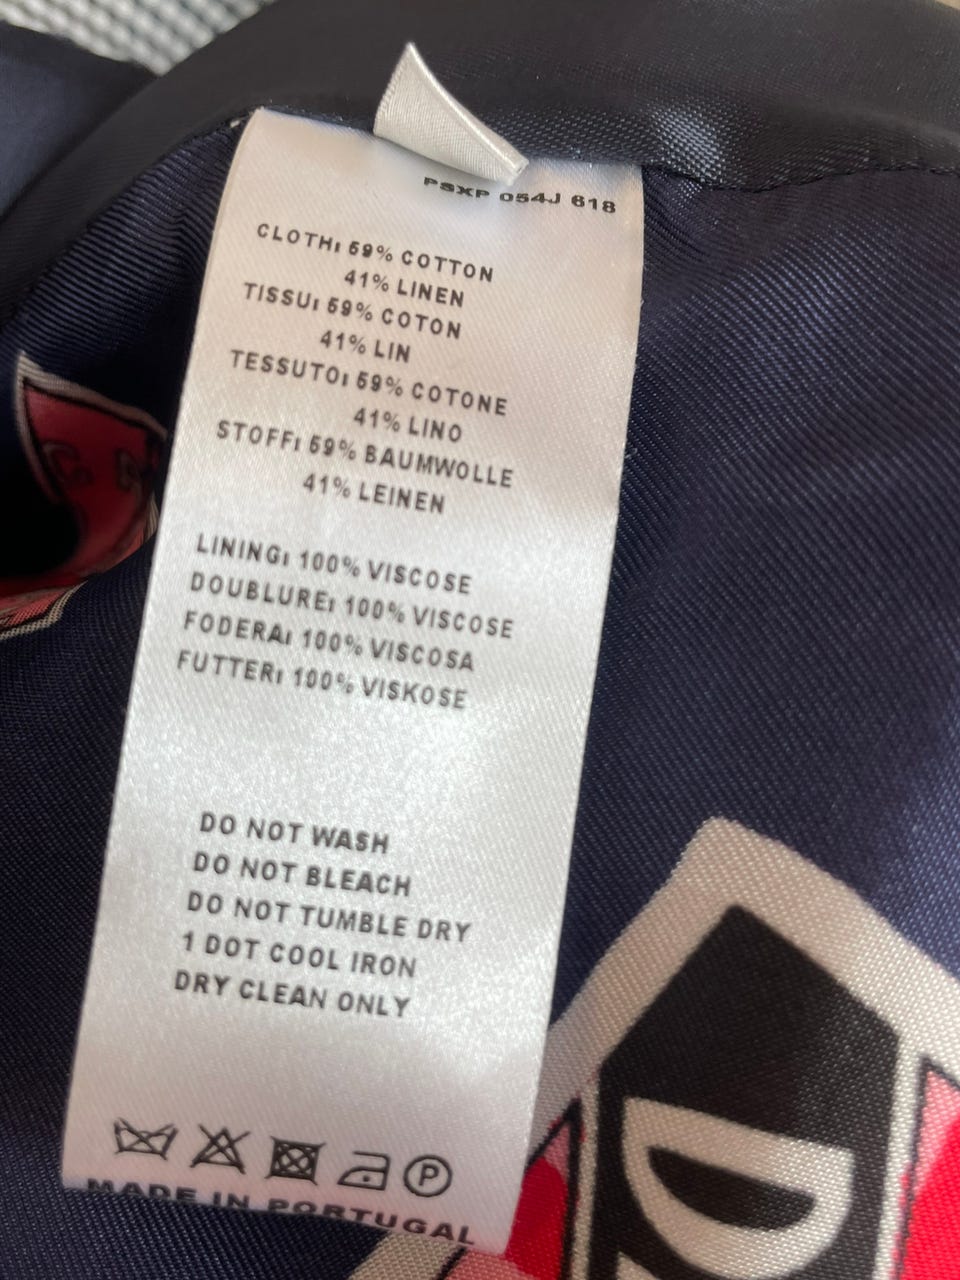 PSXP 054J 618
CLOTH: 59% COTTON
41% LINEN
TISSU: 59% COTON
41% LIN
TESSUTO: 59% COTONE
41% LINO
STOFF: 59% BAUMWOLLE
41% LEINEN
LINING: 100% VISCOSE
DOUBLURE: 100% VISCOSE
FODERA: 100% VISCOSA
FUTTER: 100% VISKOSE
DO NOT WASH
DO NOT BLEACH
DO NOT TUMBLE DRY
1 DOT COOL IRON
DRY CLEAN ONLY
P
MADE IN PORTUGAL
D